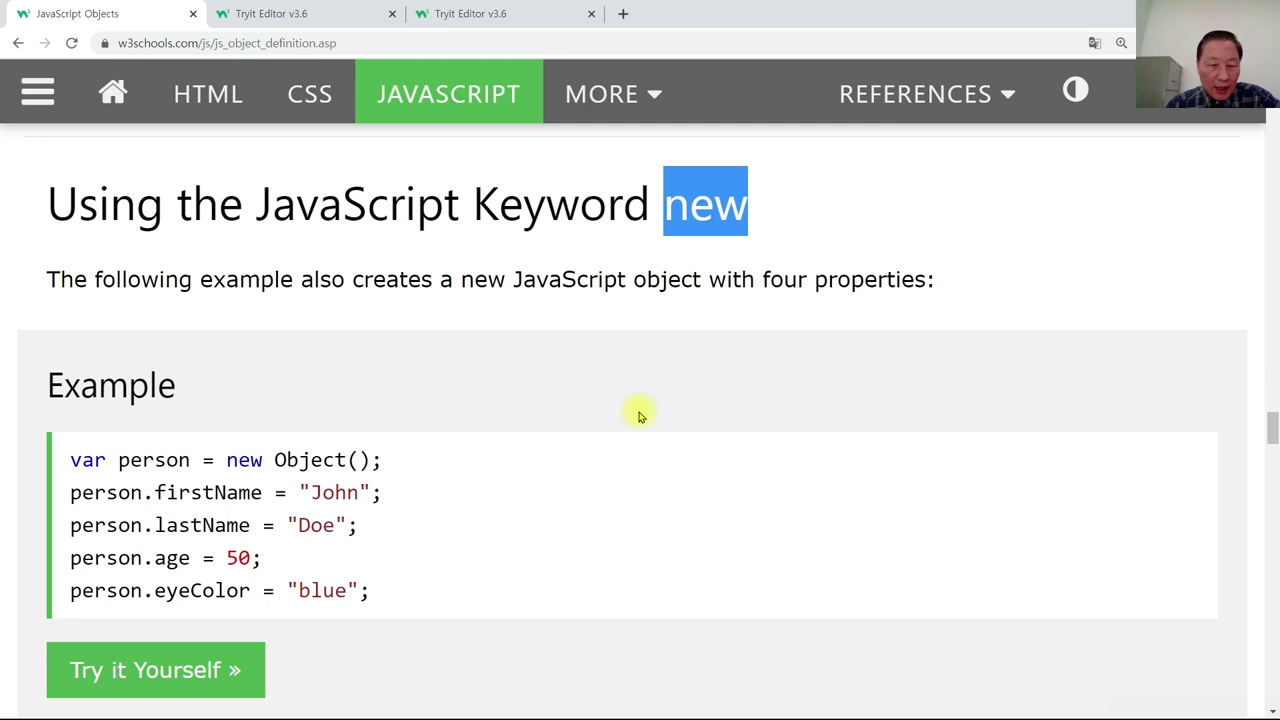 JavaScript Objects
Tryit Editor v3.6
Tryit Editor v3.6
w3schools.com/js/js_object_definition.asp
HTML CSS JAVASCRIPT MORE REFERENCES
Using the JavaScript Keyword new
The following example also creates a new JavaScript object with four properties:
Example
var person = new Object();
person.firstName = "John";
person.lastName = "Doe";
person.age = 50;
person.eyeColor = "blue";
Try it Yourself »